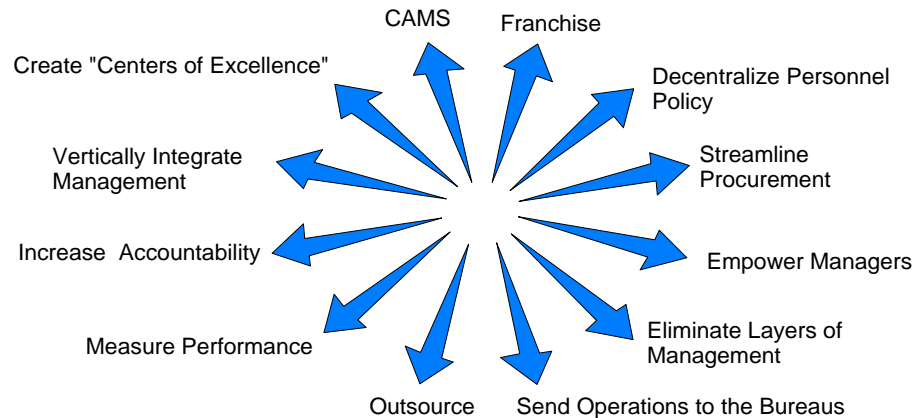 CAMS
Franchise
Create "Centers of Excellence"
Decentralize Personnel
Policy
Vertically Integrate
Management
Streamline
Procurement
Increase  Accountability
Empower Managers
Measure Performance
Eliminate Layers of
Management
Outsource
Send Operations to the Bureaus